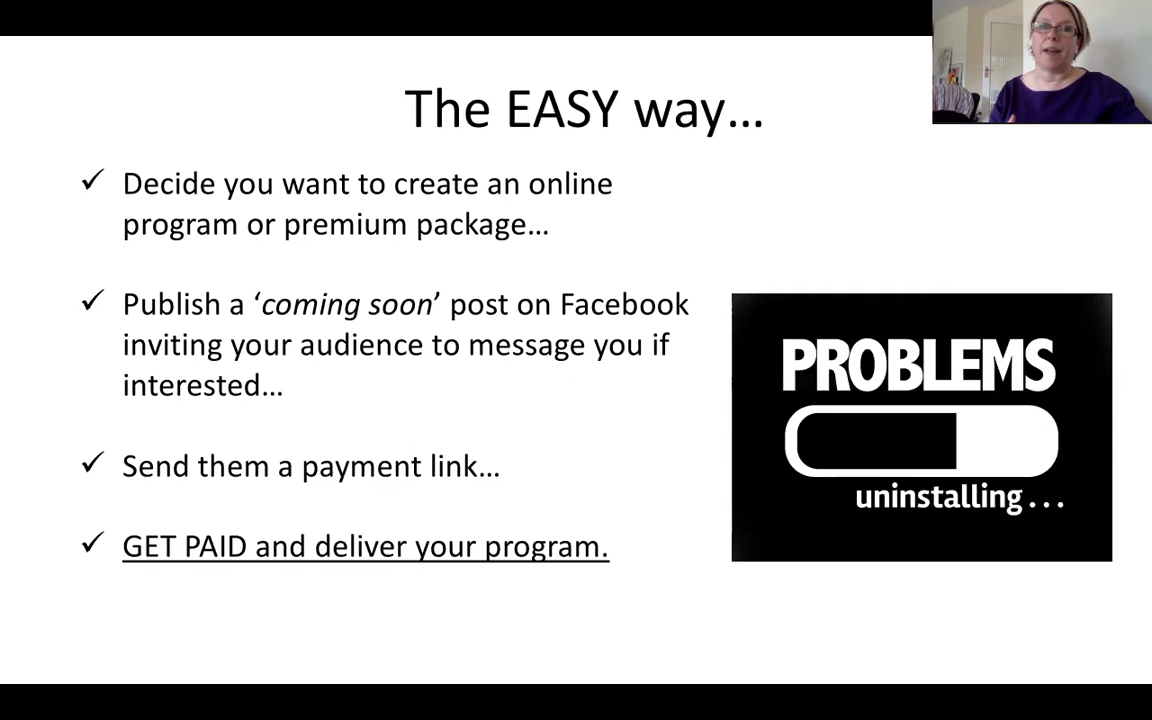 The EASY way…
✓ Decide you want to create an online
program or premium package…
✓ Publish a ‘coming soon’ post on Facebook
inviting your audience to message you if
interested…
✓ Send them a payment link…
✓ GET PAID and deliver your program.
PROBLEMS
uninstalling...